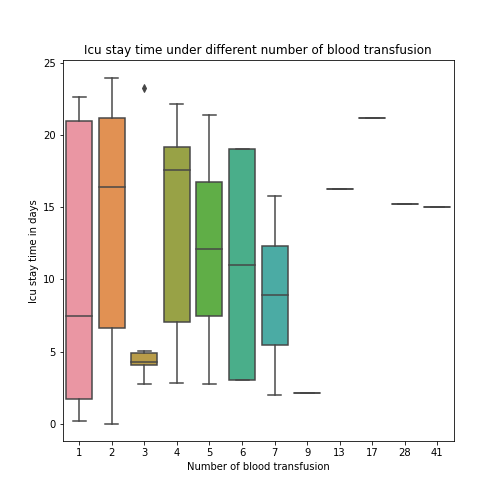 Icu stay time under different number of blood transfusion
25
20
15
10
5
0
Icu stay time in days
1 2 3 4 5 6 7 9 13 17 28 41
Number of blood transfusion